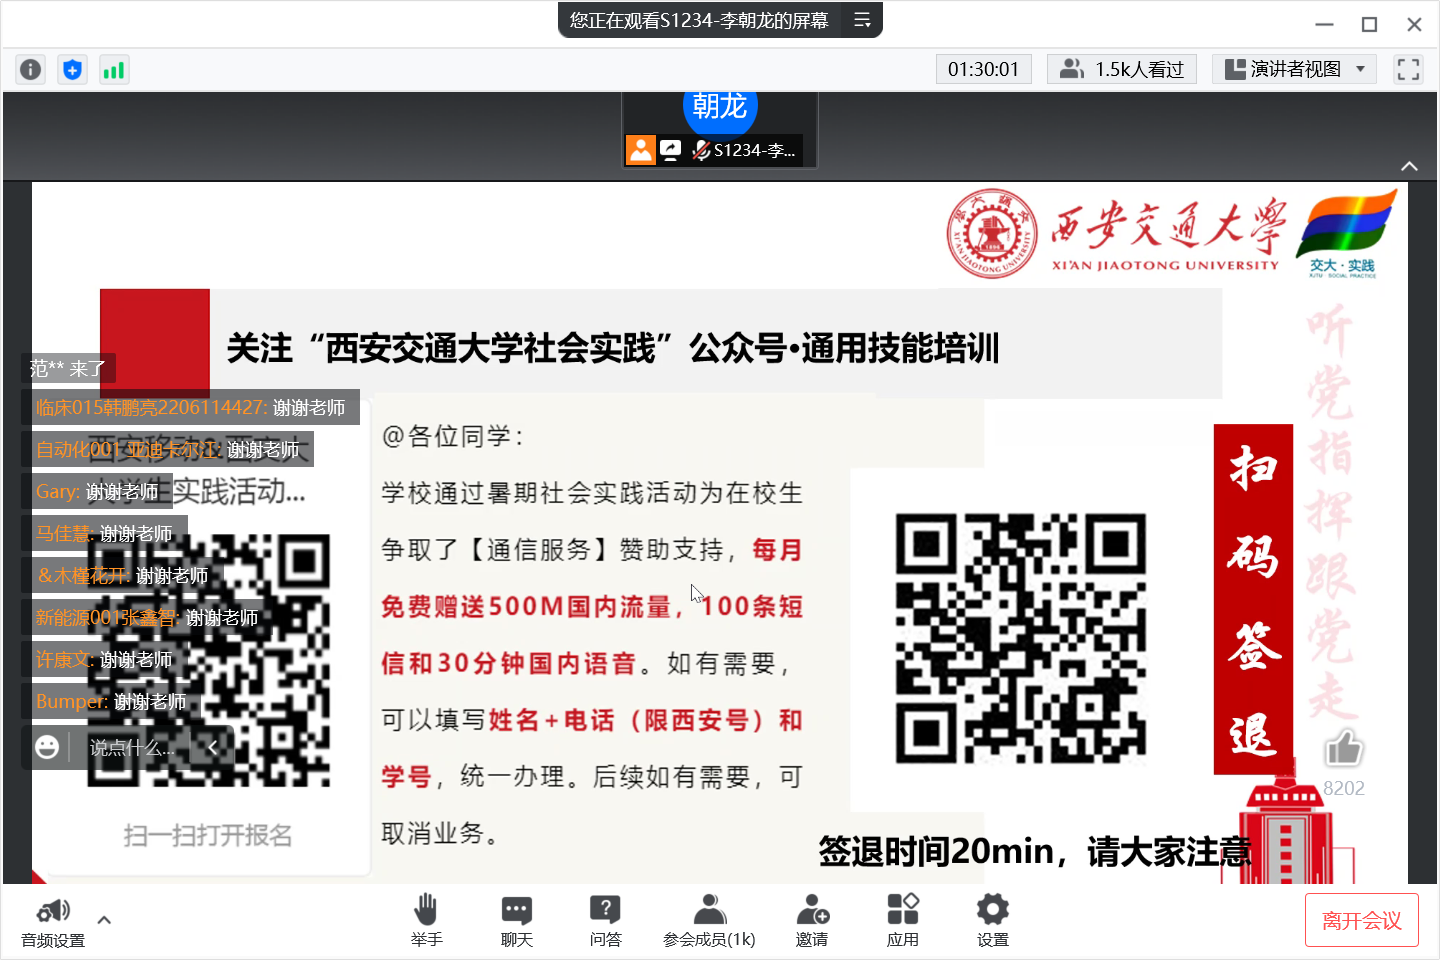 您正在观看S1234-李朝龙的屏幕
01:30:01
1.5k人看过
演讲者视图
朝龙
S1234-李...
西安交通大学
XI'AN JIAOTONG UNIVERSITY
交大·实践
XJTU·SOCIAL PRACTICE
关注“西安交通大学社会实践”公众号·通用技能培训
范** 来了
临床015韩鹏亮2206114427: 谢谢老师
自动化001 亚迪卡尔江: 谢谢老师
Gary: 谢谢老师
马佳慧: 谢谢老师
＆木槿花开: 谢谢老师
新能源001张鑫智: 谢谢老师
许康文: 谢谢老师
Bumper: 谢谢老师
说点什么...
西安移动&西安交大
大学生实践活动...
扫一扫打开报名
@各位同学：
学校通过暑期社会实践活动为在校生
争取了【通信服务】赞助支持，每月
免费赠送500M国内流量，100条短
信和30分钟国内语音。如有需要，
可以填写姓名+电话（限西安号）和
学号，统一办理。后续如有需要，可
取消业务。
扫码签退
听党指挥跟党走
8202
签退时间20min，请大家注意
音频设置
举手
聊天
问答
参会成员(1k)
邀请
应用
设置
离开会议